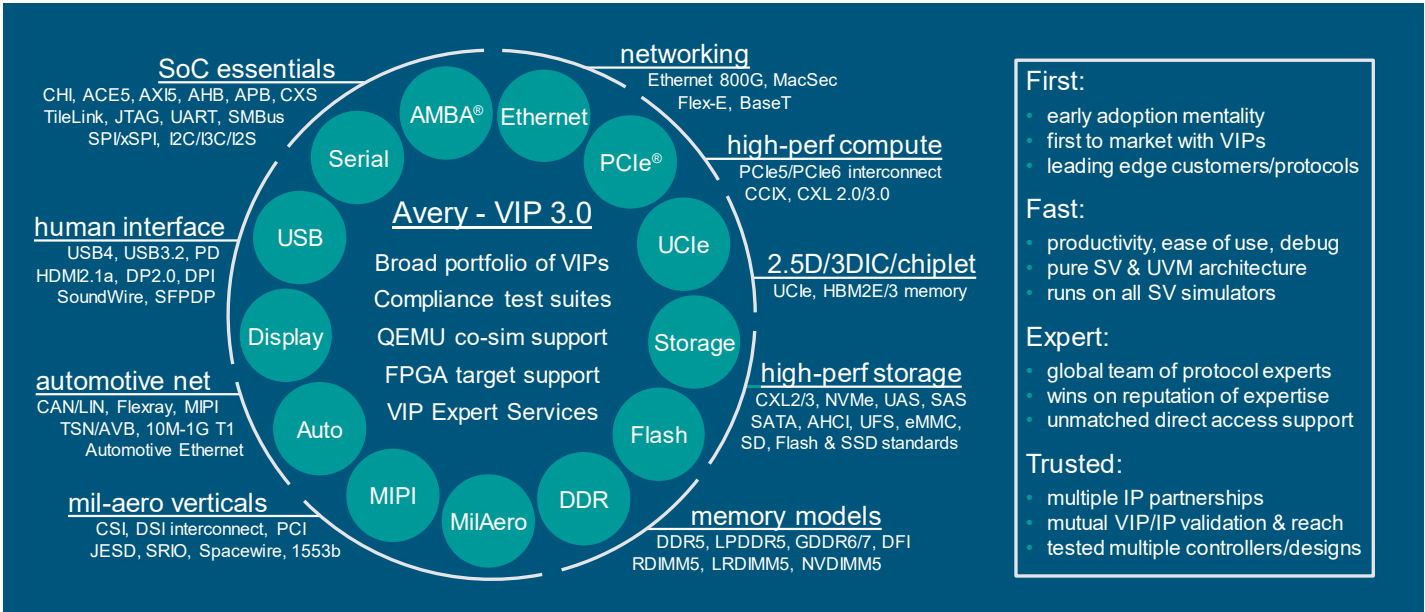 SoC essentials
CHI, ACE5, AXI5, AHB, APB, CXS
TileLink, JTAG, UART, SMBus
SPI/xSPI, I2C/I3C/I2S
human interface
USB4, USB3.2, PD
HDMI2.1a, DP2.0, DPI
SoundWire, SFPDP
automotive net
CAN/LIN, Flexray, MIPI
TSN/AVB, 10M-1G T1
Automotive Ethernet
mil-aero verticals
CSI, DSI interconnect, PCI
JESD, SRIO, Spacewire, 1553b
AMBA®
Ethernet
PCIe®
UCIe
Storage
Flash
DDR
MilAero
MIPI
Auto
Display
USB
Serial
Avery - VIP 3.0
Broad portfolio of VIPs
Compliance test suites
QEMU co-sim support
FPGA target support
VIP Expert Services
networking
Ethernet 800G, MacSec
Flex-E, BaseT
high-perf compute
PCIe5/PCIe6 interconnect
CCIX, CXL 2.0/3.0
2.5D/3DIC/chiplet
UCIe, HBM2E/3 memory
high-perf storage
CXL2/3, NVMe, UAS, SAS
SATA, AHCI, UFS, eMMC,
SD, Flash & SSD standards
memory models
DDR5, LPDDR5, GDDR6/7, DFI
RDIMM5, LRDIMM5, NVDIMM5
First:
• early adoption mentality
• first to market with VIPs
• leading edge customers/protocols
Fast:
• productivity, ease of use, debug
• pure SV & UVM architecture
• runs on all SV simulators
Expert:
• global team of protocol experts
• wins on reputation of expertise
• unmatched direct access support
Trusted:
• multiple IP partnerships
• mutual VIP/IP validation & reach
• tested multiple controllers/designs